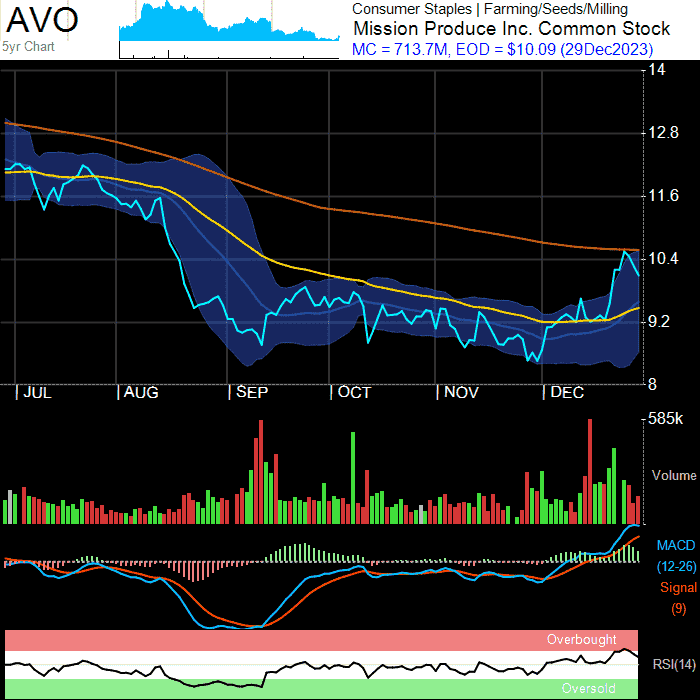 AVO
5yr Chart
Consumer Staples | Farming/Seeds/Milling
Mission Produce Inc. Common Stock
MC = 713.7M, EOD = $10.09 (29Dec2023)
14
12.8
11.6
10.4
9.2
8
JUL AUG SEP OCT NOV DEC
585k
Volume
MACD
(12-26)
Signal
(9)
Overbought
RSI(14)
Oversold